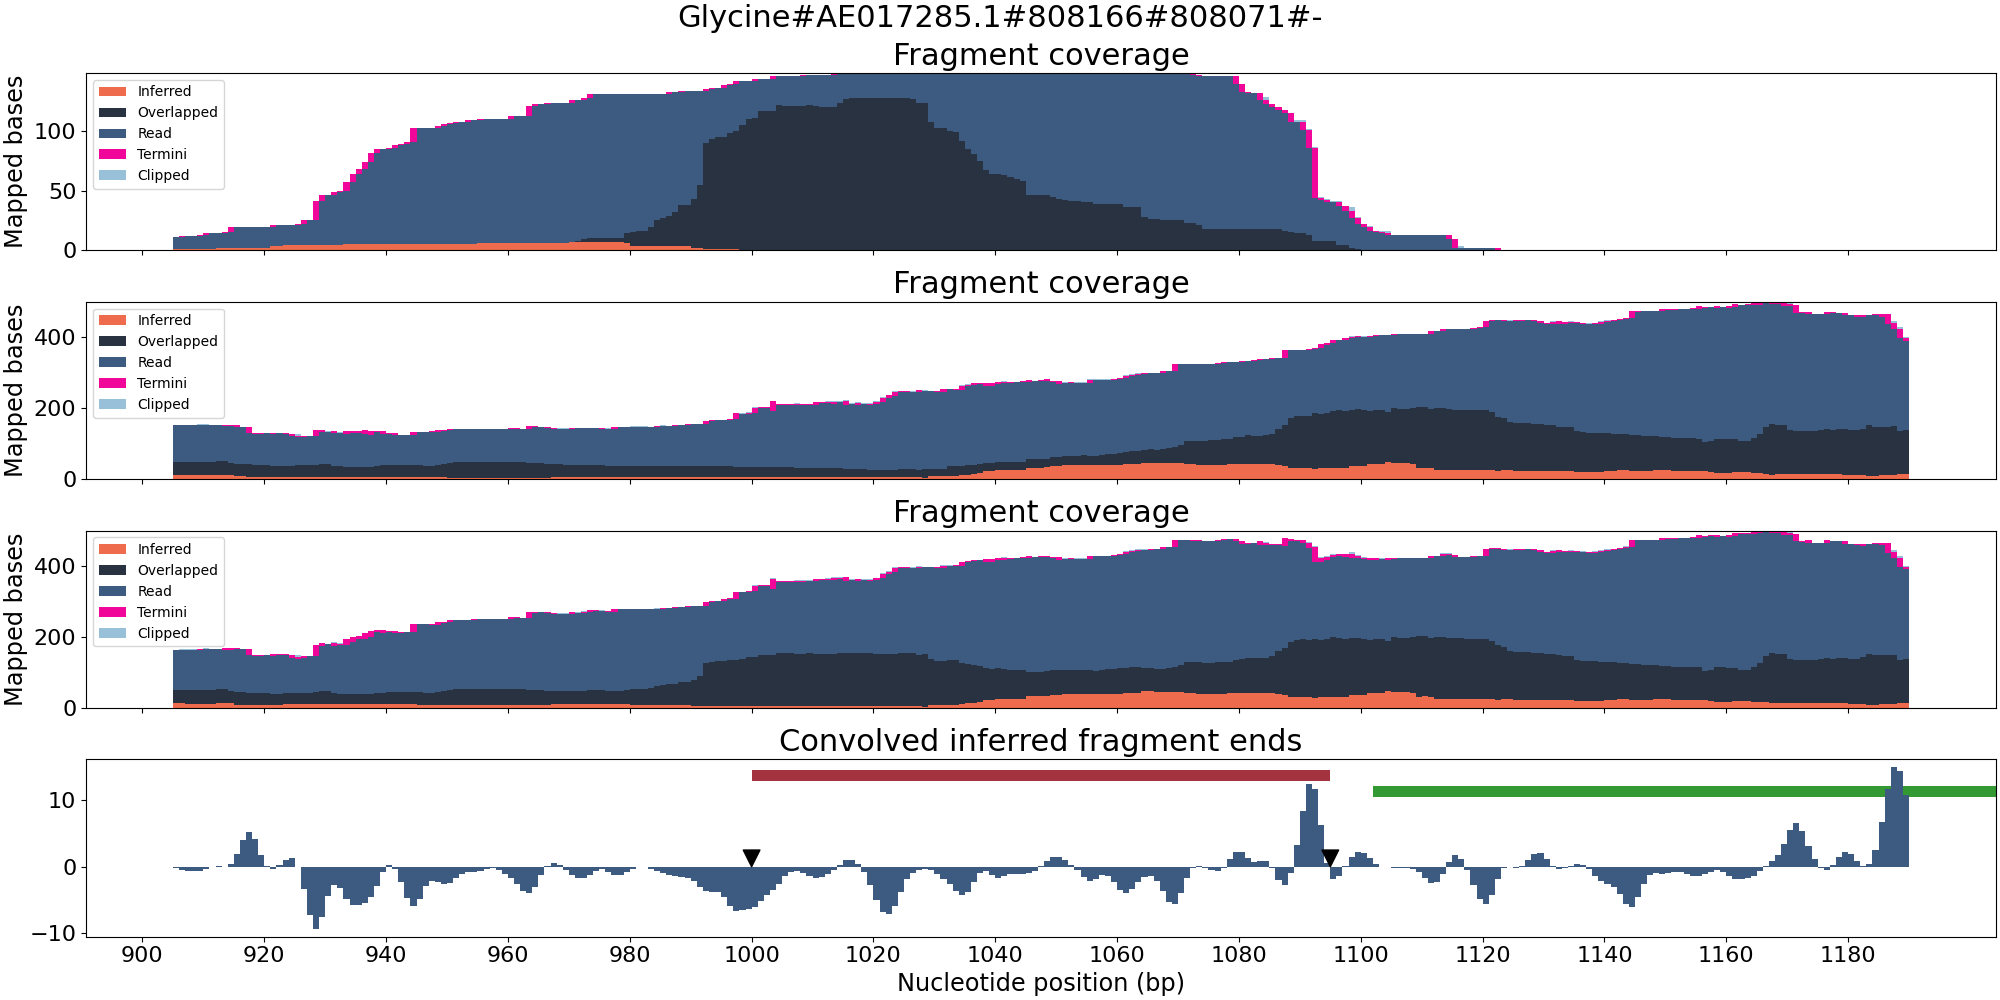 Glycine#AE017285.1#808166#808071#-
Fragment coverage
Mapped bases
100
50
0
Inferred
Overlapped
Read
Termini
Clipped
Fragment coverage
Mapped bases
400
200
0
Inferred
Overlapped
Read
Termini
Clipped
Fragment coverage
Mapped bases
400
200
0
Inferred
Overlapped
Read
Termini
Clipped
Convolved inferred fragment ends
10
0
−10
900 920 940 960 980 1000 1020 1040 1060 1080 1100 1120 1140 1160 1180
Nucleotide position (bp)